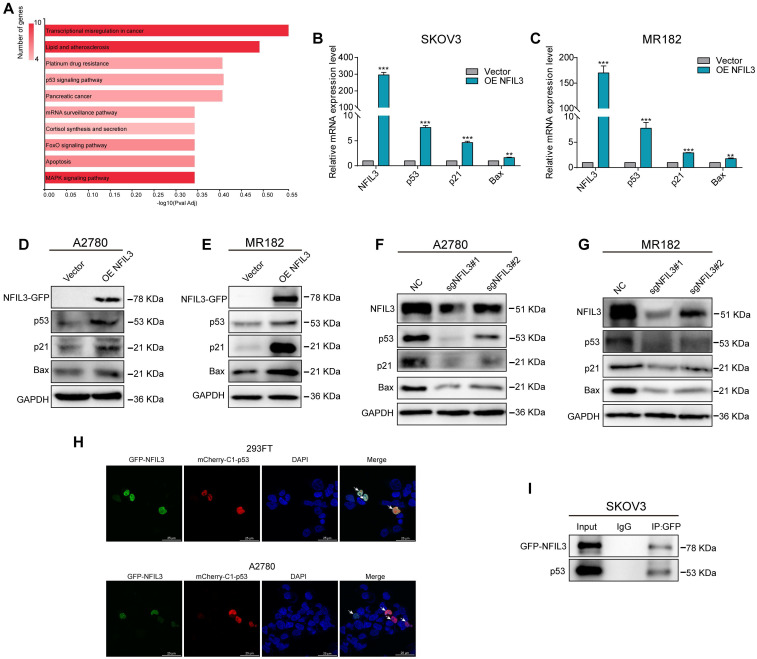 A
Number of genes
10
4
Transcriptional misregulation in cancer
Lipid and atherosclerosis
Platinum drug resistance
p53 signaling pathway
Pancreatic cancer
mRNA surveillance pathway
Cortisol synthesis and secretion
FoxO signaling pathway
Apoptosis
MAPK signaling pathway
0.00 0.05 0.10 0.15 0.20 0.25 0.30 0.35 0.40 0.45 0.50 0.55
-log10(Pval Adj)
B
SKOV3
Relative mRNA expression level
400
300
200
100
10
5
0
Vector
OE NFIL3
***
***
***
**
NFIL3 p53 p21 Bax
C
MR182
Relative mRNA expression level
200
150
100
50
10
5
0
Vector
OE NFIL3
***
***
***
**
NFIL3 p53 p21 Bax
D
A2780
Vector OE NFIL3
NFIL3-GFP 78 KDa
p53 53 KDa
p21 21 KDa
Bax 21 KDa
GAPDH 36 KDa
E
MR182
Vector OE NFIL3
NFIL3-GFP 78 KDa
p53 53 KDa
p21 21 KDa
Bax 21 KDa
GAPDH 36 KDa
F
A2780
NC sgNFIL3#1 sgNFIL3#2
NFIL3 51 KDa
p53 53 KDa
p21 21 KDa
Bax 21 KDa
GAPDH 36 KDa
G
MR182
NC sgNFIL3#1 sgNFIL3#2
NFIL3 51 KDa
p53 53 KDa
p21 21 KDa
Bax 21 KDa
GAPDH 36 KDa
H
293FT
GFP-NFIL3 mCherry-C1-p53 DAPI Merge
A2780
GFP-NFIL3 mCherry-C1-p53 DAPI Merge
I
SKOV3
Input IgG IP:GFP
GFP-NFIL3 78 KDa
p53 53 KDa